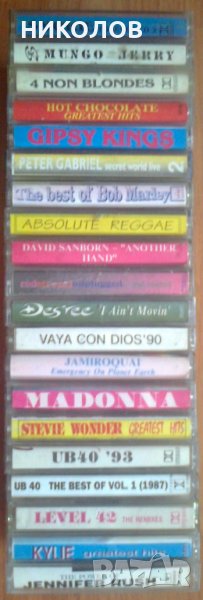 НИКОЛОВ
MUNGO - JERRY
4 NON BLONDES
HOT CHOCOLATE
GREATEST HITS
GIPSY KINGS
PETER GABRIEL secret world live 2
The best of Bob Marley
ABSOLUTE REGGAE
DAVID SANBORN - "ANOTHER
HAND"
Des'ree "I Ain't Movin'
VAYA CON DIOS'90
JAMIROQUAI
Emergency On Planet Earth
MADONNA
STEVIE WONDER GREATEST HITS
UB40 '93
UB 40 THE BEST OF VOL. 1 (1987)
LEVEL 42 THE REMIXES
KYLIE greatest hits
JENNIFER RUSH